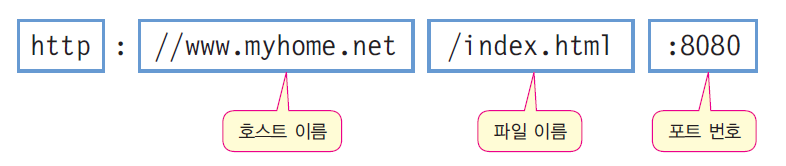 http : //www.myhome.net /index.html :8080
호스트 이름 파일 이름 포트 번호